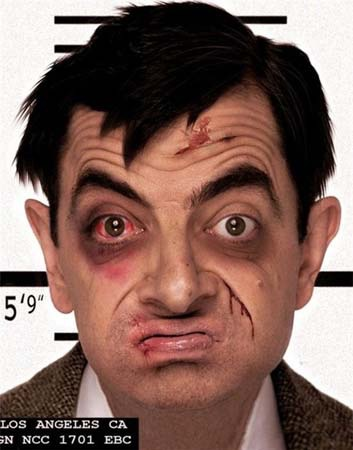 5'9"
LOS ANGELES CA
GN NCC 1701 EBC